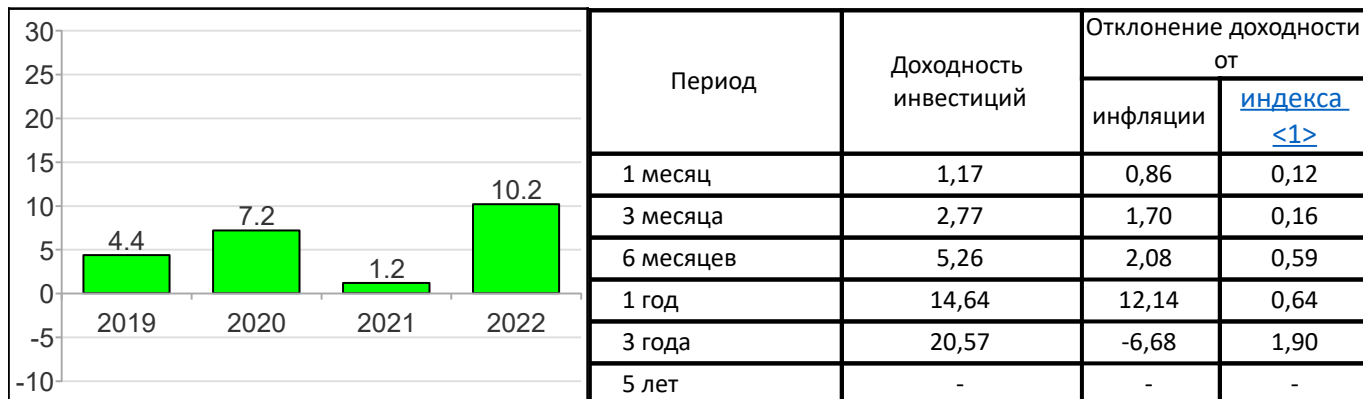 30
25
20
15
10
5
0
-5
-10
4.4
7.2
1.2
10.2
2019 2020 2021 2022
Период
Доходность
инвестиций
Отклонение доходности
от
инфляции
индекса
<1>
1 месяц 1,17 0,86 0,12
3 месяца 2,77 1,70 0,16
6 месяцев 5,26 2,08 0,59
1 год 14,64 12,14 0,64
3 года 20,57 -6,68 1,90
5 лет - - -